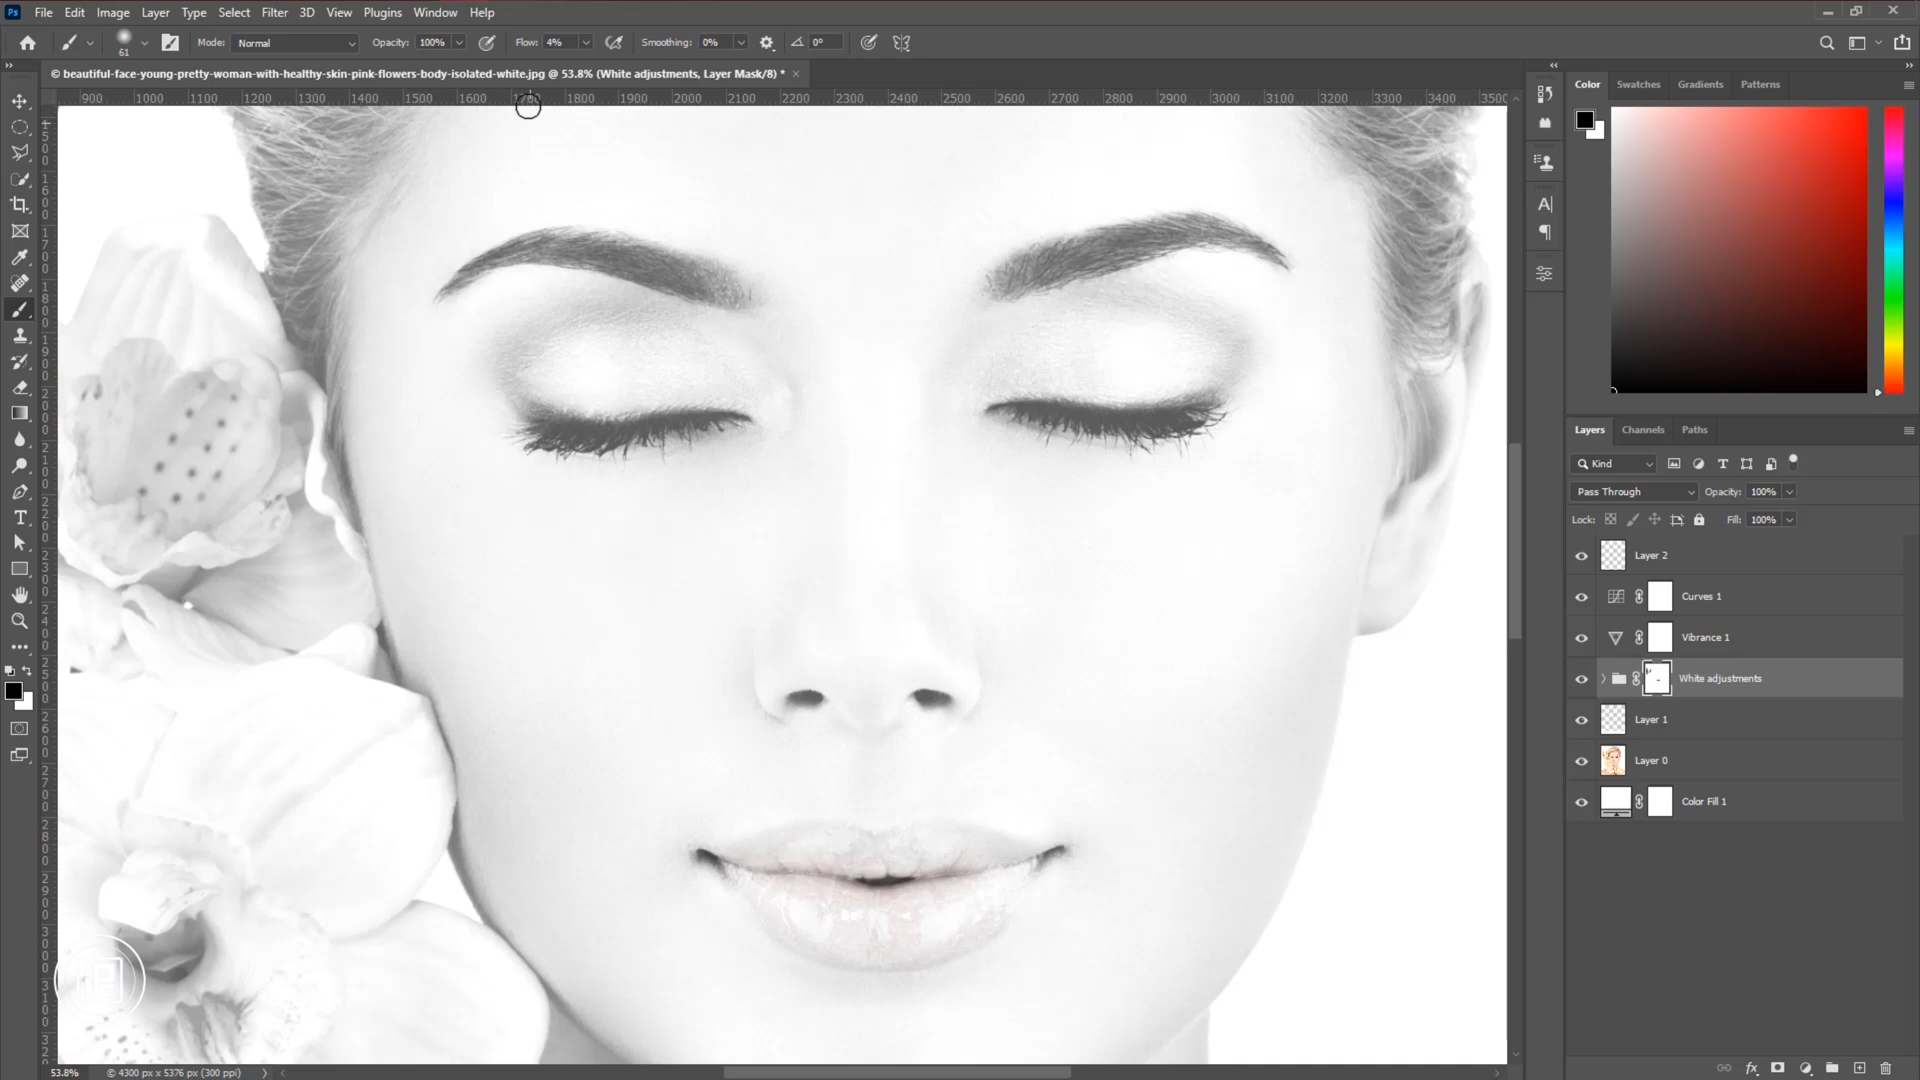 Ps File Edit Image Layer Type Select Filter 3D View Plugins Window Help
61 Mode: Normal Opacity: 100% Flow: 4% Smoothing: 0% 0°
© beautiful-face-young-pretty-woman-with-healthy-skin-pink-flowers-body-isolated-white.jpg @ 53.8% (White adjustments, Layer Mask/8) * ×
900 1000 1100 1200 1300 1400 1500 1600 1700 1800 1900 2000 2100 2200 2300 2400 2500 2600 2700 2800 2900 3000 3100 3200 3300 3400 3500
Color Swatches Gradients Patterns
Layers Channels Paths
Kind
Pass Through Opacity: 100%
Lock: Fill: 100%
Layer 2
Curves 1
Vibrance 1
White adjustments
Layer 1
Layer 0
Color Fill 1
53.8% © 4300 px x 5376 px (300 ppi)